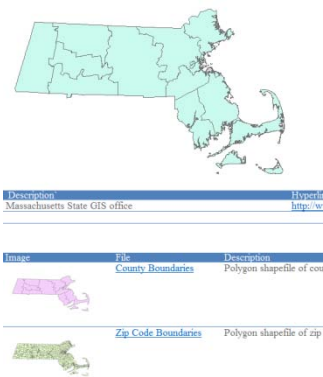 Description` Hyperli
Massachusetts State GIS office http://w
Image File Description
County Boundaries Polygon shapefile of cou
Zip Code Boundaries Polygon shapefile of zip